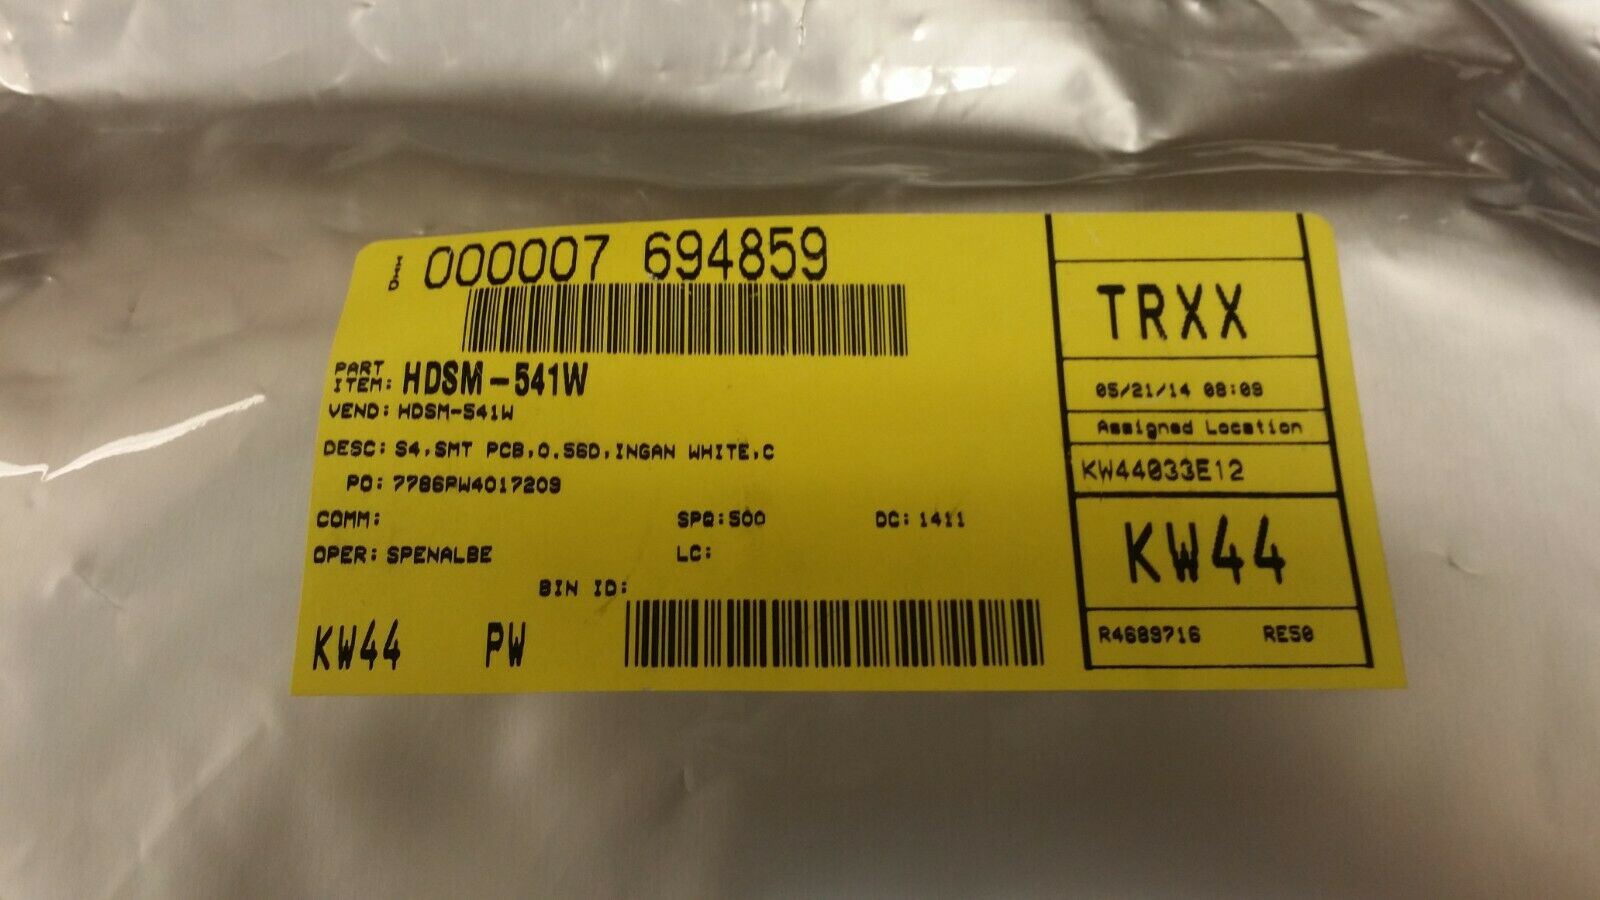 IID 000007 694859
PART
ITEM: HDSM-541W
VEND: HDSM-541W
DESC: S4,SMT PCB,0.56D,INGAN WHITE,C
PO: 7786PW4017209
COMM: SPQ:500 DC: 1411
OPER: SPENALBE LC:
BIN ID:
KW44 PW
TRXX
05/21/14 08:09
Assigned Location
KW44033E12
KW44
R4689716 RE50